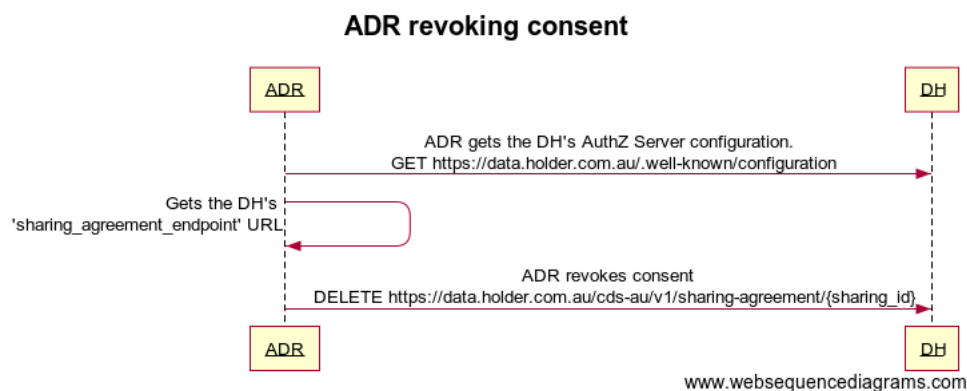 ADR revoking consent
ADR
DH
ADR gets the DH's AuthZ Server configuration.
GET https://data.holder.com.au/.well-known/configuration
Gets the DH's
'sharing_agreement_endpoint' URL
ADR revokes consent
DELETE https://data.holder.com.au/cds-au/v1/sharing-agreement/{sharing_id}
ADR
DH
www.websequencediagrams.com